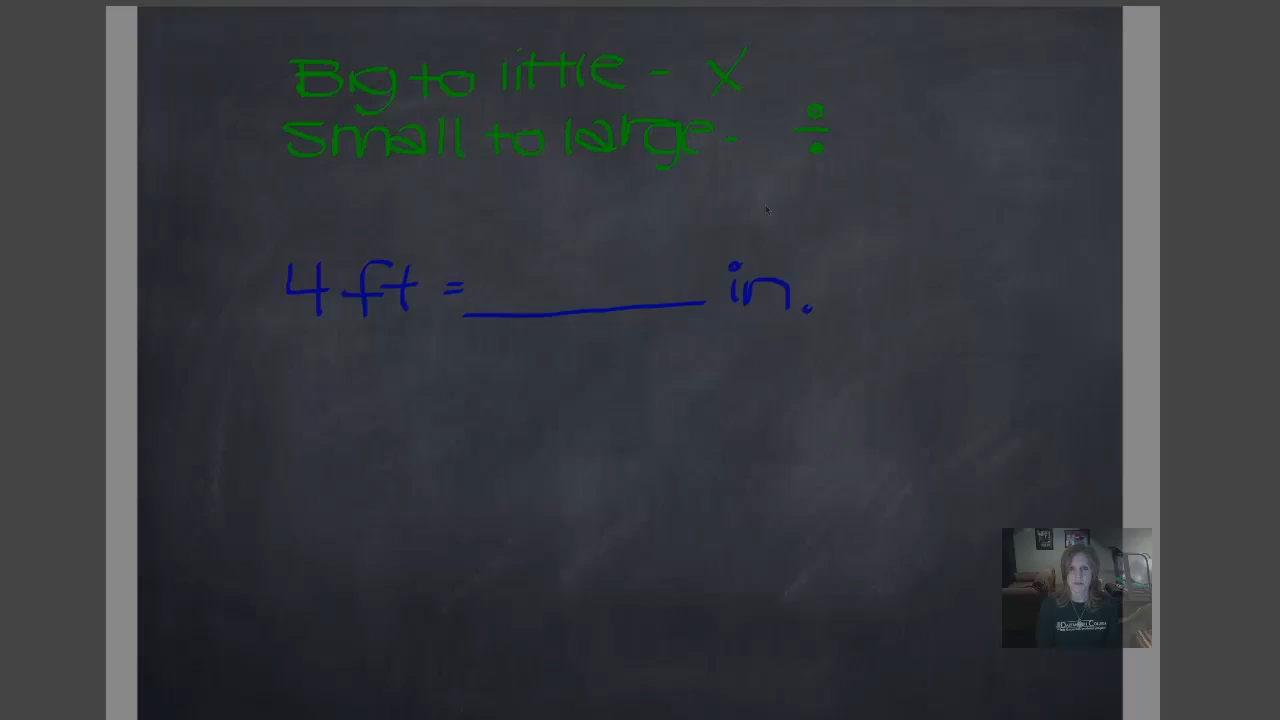 Big to little - X
Small to large - ÷
4 ft = ________ in.